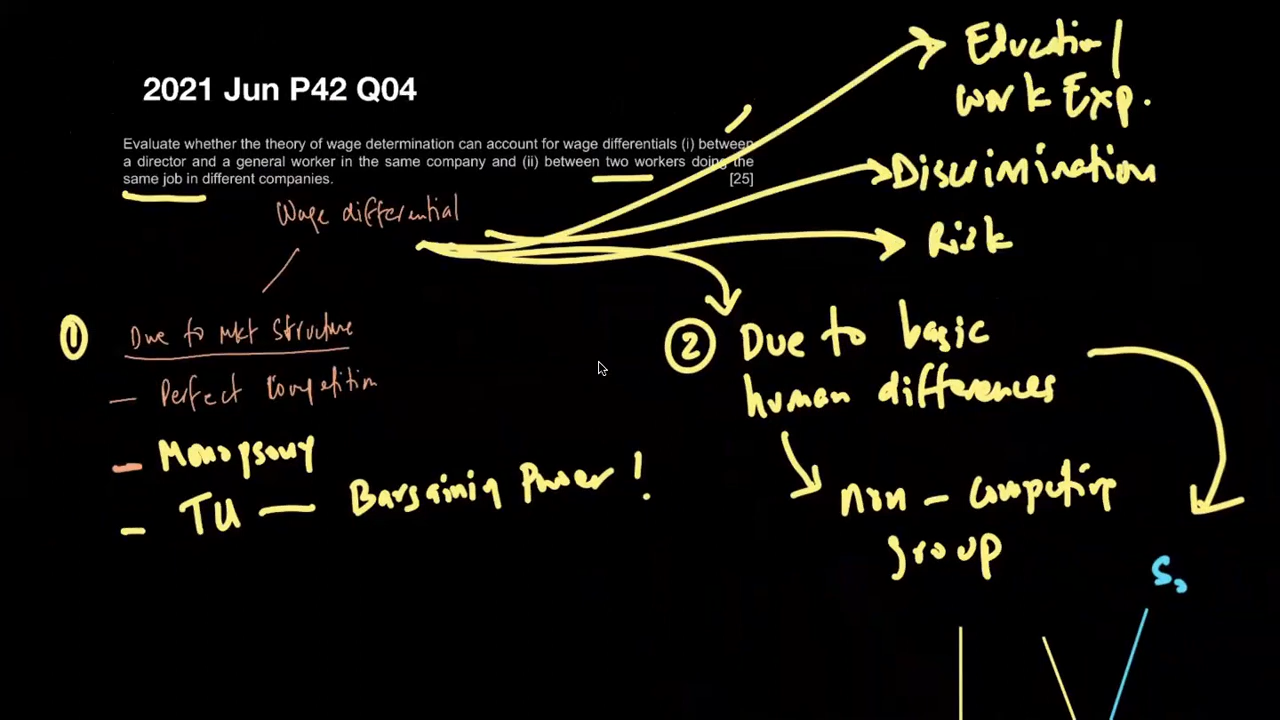 2021 Jun P42 Q04
Evaluate whether the theory of wage determination can account for wage differentials (i) between
a director and a general worker in the same company and (ii) between two workers doing the
same job in different companies. [25]
Wage differential
① Due to Mkt Structure
— Perfect Competition
— Monopsony
— TU — Bargaining Power!
Education/
work Exp.
Discrimination
Risk
② Due to basic
human differences
non - competing
group